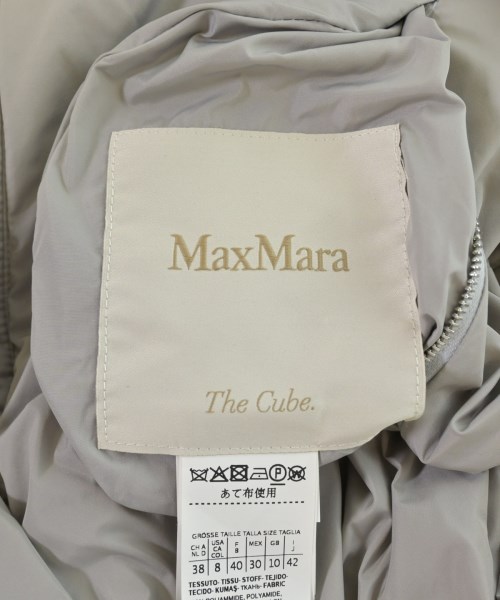 MaxMara
The Cube.
P
あて布使用
GRÖSSE TAILLE TALLA SIZE TAGLIA
CH A NL D USA CA COL F B MEX GB I J
38 8 40 30 10 42
TESSUTO-TISSU-STOFF-TEJIDO-
TECIDO-KUMAŞ-ТКАНЬ-FABRIC
POLYAMIDE,